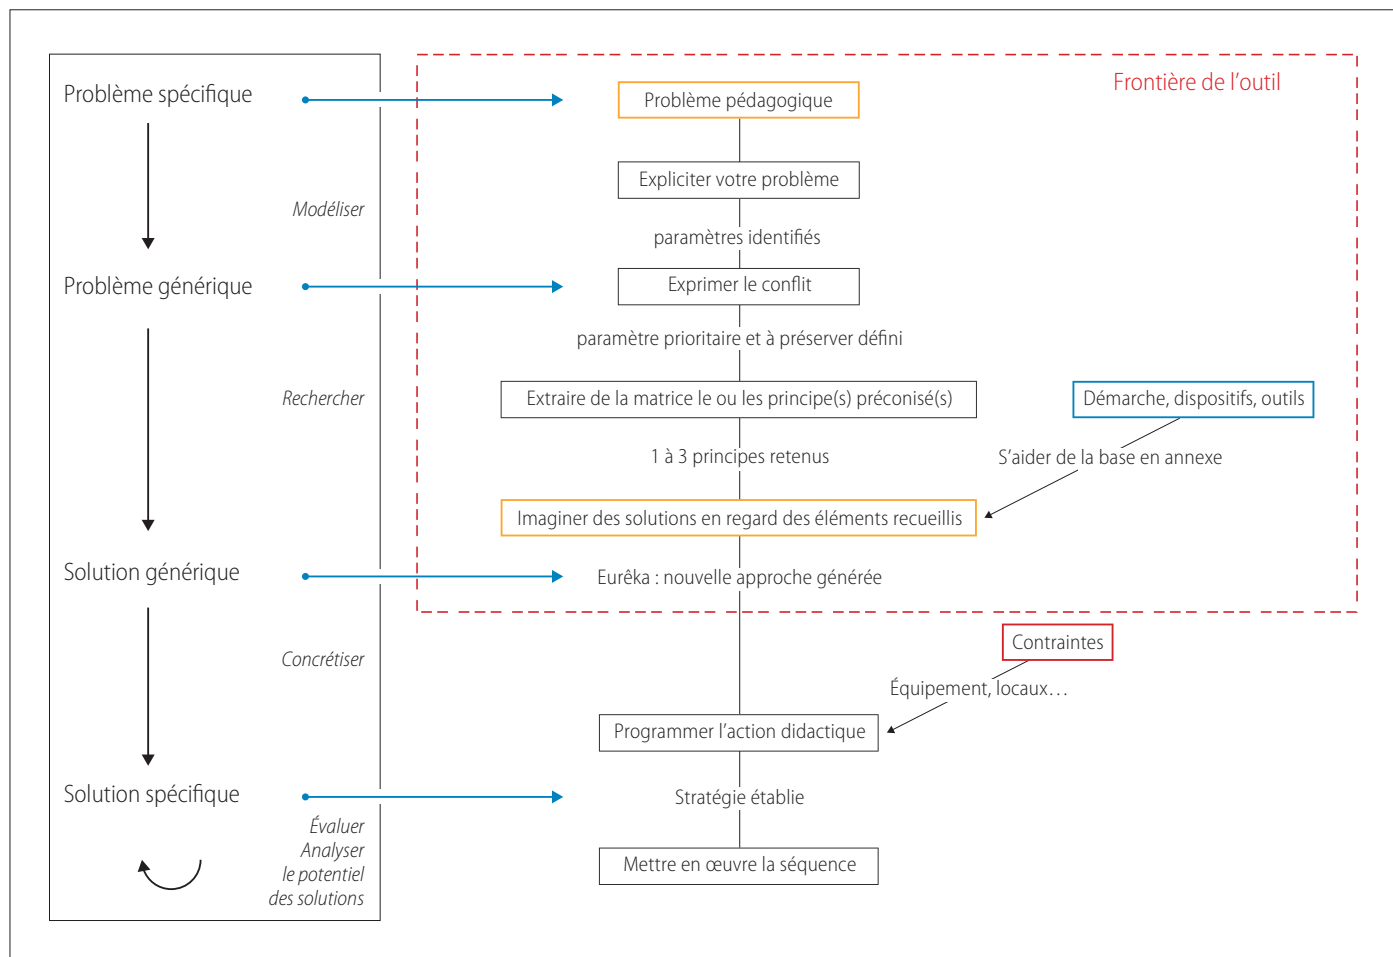 Problème spécifique
Modéliser
Problème générique
Rechercher
Solution générique
Concrétiser
Solution spécifique
Évaluer
Analyser
le potentiel
des solutions
Frontière de l’outil
Problème pédagogique
Expliciter votre problème
paramètres identifiés
Exprimer le conflit
paramètre prioritaire et à préserver défini
Extraire de la matrice le ou les principe(s) préconisé(s)
Démarche, dispositifs, outils
1 à 3 principes retenus
S’aider de la base en annexe
Imaginer des solutions en regard des éléments recueillis
Eurêka : nouvelle approche générée
Contraintes
Équipement, locaux…
Programmer l’action didactique
Stratégie établie
Mettre en œuvre la séquence